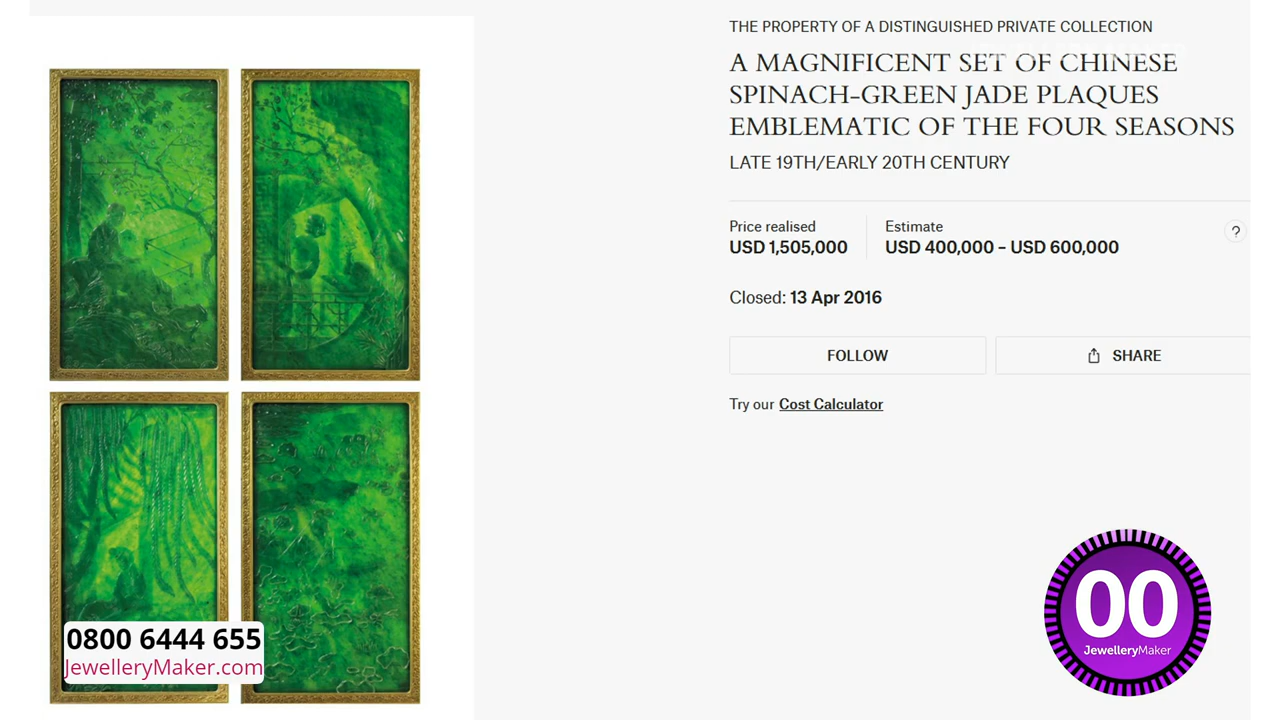 THE PROPERTY OF A DISTINGUISHED PRIVATE COLLECTION
A MAGNIFICENT SET OF CHINESE
SPINACH-GREEN JADE PLAQUES
EMBLEMATIC OF THE FOUR SEASONS
LATE 19TH/EARLY 20TH CENTURY
Price realised
USD 1,505,000
Estimate
USD 400,000 – USD 600,000
?
Closed: 13 Apr 2016
FOLLOW
SHARE
Try our Cost Calculator
0800 6444 655
JewelleryMaker.com
00
JewelleryMaker